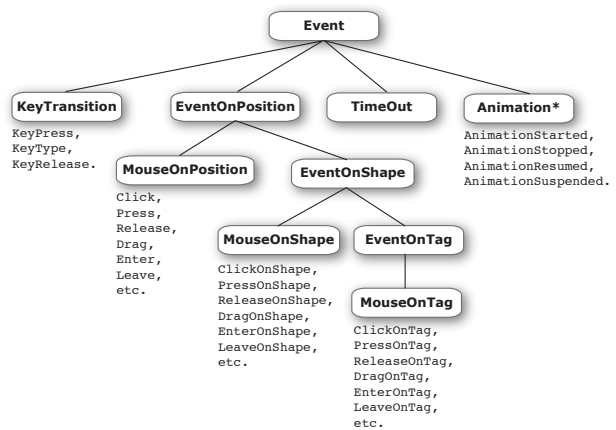 Event
KeyTransition
EventOnPosition
TimeOut
Animation*
KeyPress,
KeyType,
KeyRelease.
AnimationStarted,
AnimationStopped,
AnimationResumed,
AnimationSuspended.
MouseOnPosition
EventOnShape
Click,
Press,
Release,
Drag,
Enter,
Leave,
etc.
MouseOnShape
EventOnTag
ClickOnShape,
PressOnShape,
ReleaseOnShape,
DragOnShape,
EnterOnShape,
LeaveOnShape,
etc.
MouseOnTag
ClickOnTag,
PressOnTag,
ReleaseOnTag,
DragOnTag,
EnterOnTag,
LeaveOnTag,
etc.